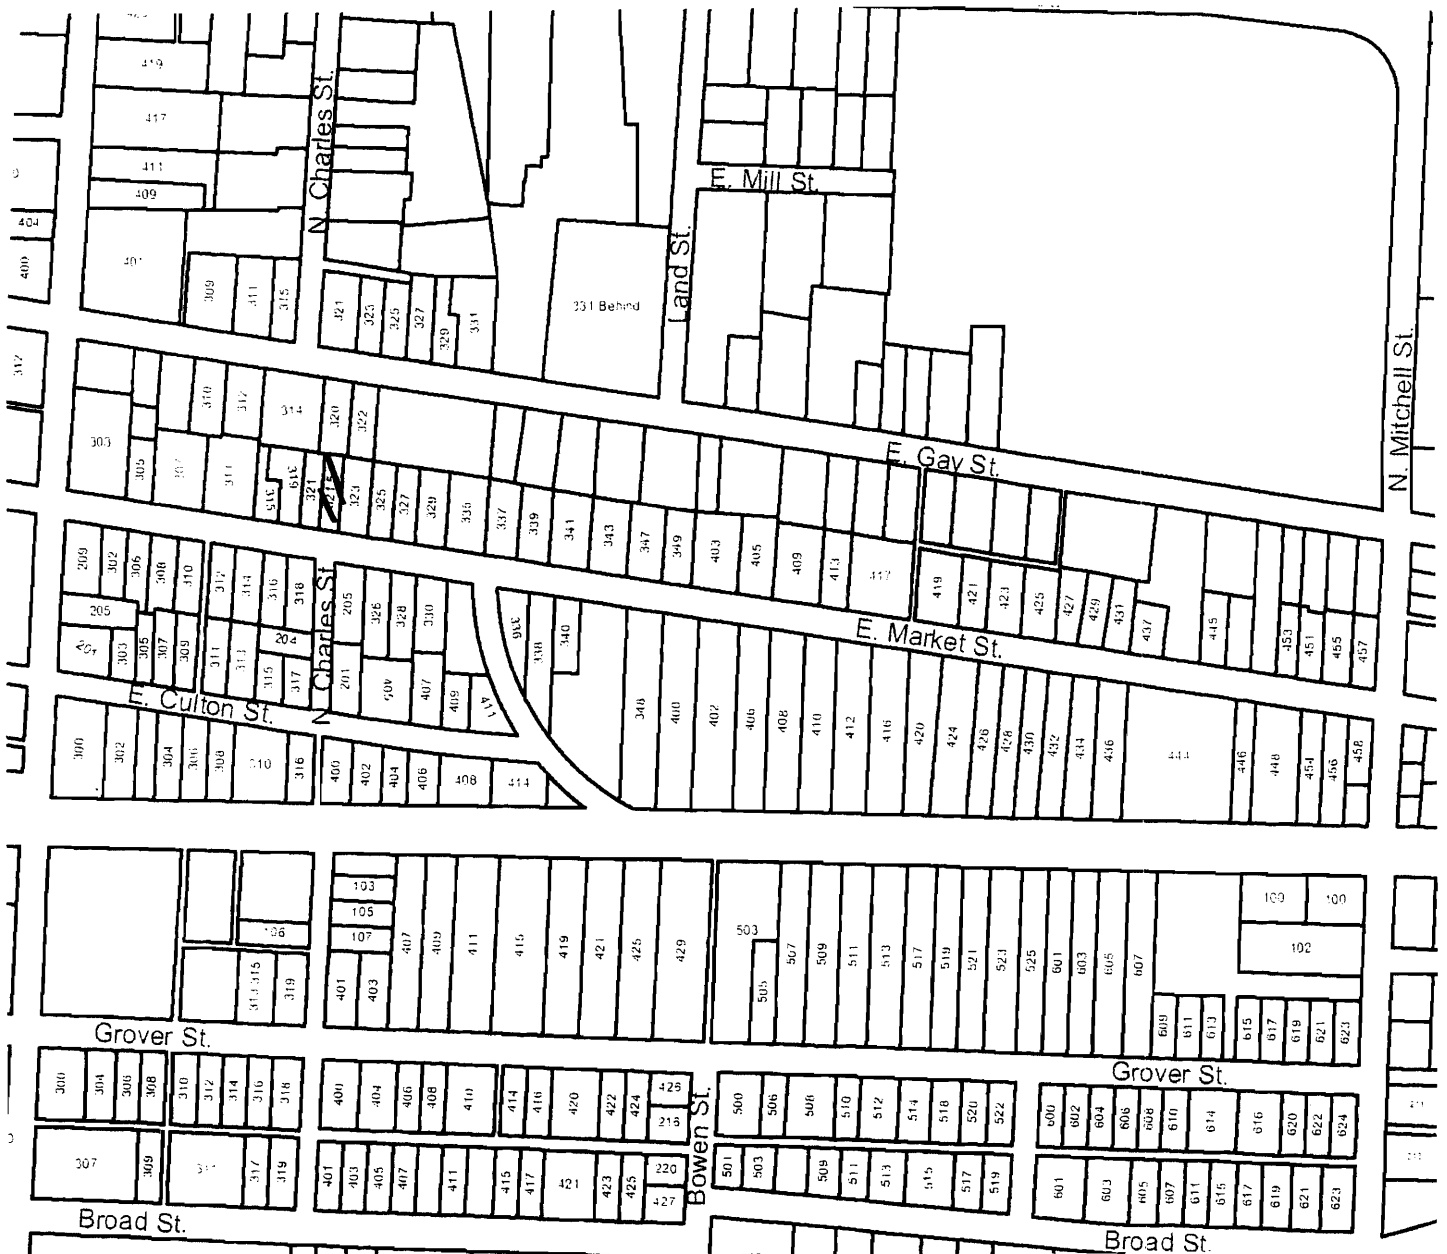 419
417
N. Charles St.
411
E. Mill St.
409
404
401
400
Land St.
309 311 315
321 323 325 327 329 331
331 Behind
N. Mitchell St.
312
310 312 314 320 322
303
305 307 311 315 319 321 323 325 327 329 335 337 339 341 343 347 349 403 405 409 413 417
E. Gay St.
419 421 423 425 427 429 431 437 445 453 451 455 457
209 302 306 308 310 312 314 316 318
N. Charles St
205 326 328 330 336 338 340
E. Market St.
205
204
201 303 305 307 309 311 313 315 317
201 405 407 409 411
E. Culton St.
348 400 402 406 408 410 412 416 420 424 426 428 430 432 434 436 444 446 448 454 456 458
300 302 304 306 308 310 316
400 402 404 406 408 414
103
105
106
107
313 315 319
401 403
407 409 411 415 419 421 425 429
503 505 507 509 511 513 517 519 521 523 525 601 603 605 607
100 100
102
609 611 613 615 617 619 621 623
Grover St.
Grover St.
300 304 306 308 310 312 314 316 318
400 404 406 408 410 414 416 420 422 424 426
216
Bowen St.
500 506 508 510 512 514 518 520 522
600 602 604 606 608 610 614 616 620 622 624
307 309 317 319
401 403 405 407 411 415 417 421 423 425
220
427
501 503 509 511 513 515 517 519
601 603 605 607 611 615 617 619 621 623
Broad St.
Broad St.